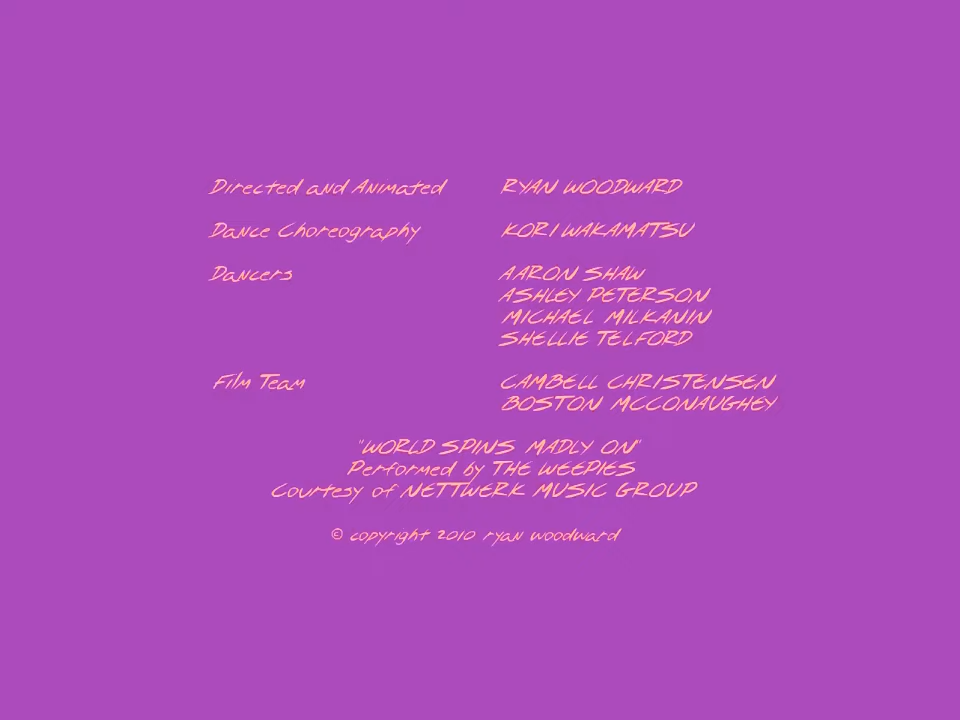 Directed and Animated RYAN WOODWARD
Dance Choreography KORI WAKAMATSU
Dancers AARON SHAW
ASHLEY PETERSON
MICHAEL MILKANIN
SHELLIE TELFORD
Film Team CAMBELL CHRISTENSEN
BOSTON MCCONAUGHEY
"WORLD SPINS MADLY ON"
Performed by THE WEEPIES
Courtesy of NETTWERK MUSIC GROUP
© copyright 2010 ryan woodward